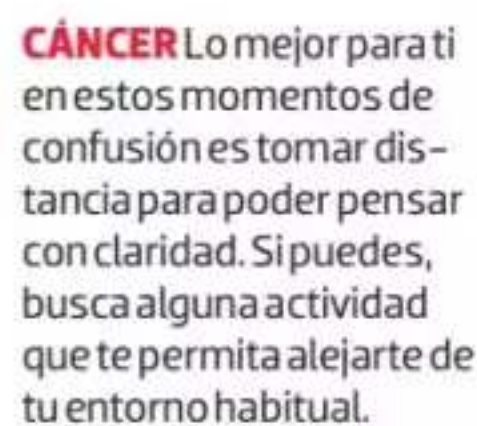 CÁNCER Lo mejor para ti
en estos momentos de
confusión es tomar dis-
tancia para poder pensar
con claridad. Si puedes,
busca alguna actividad
que te permita alejarte de
tu entorno habitual.